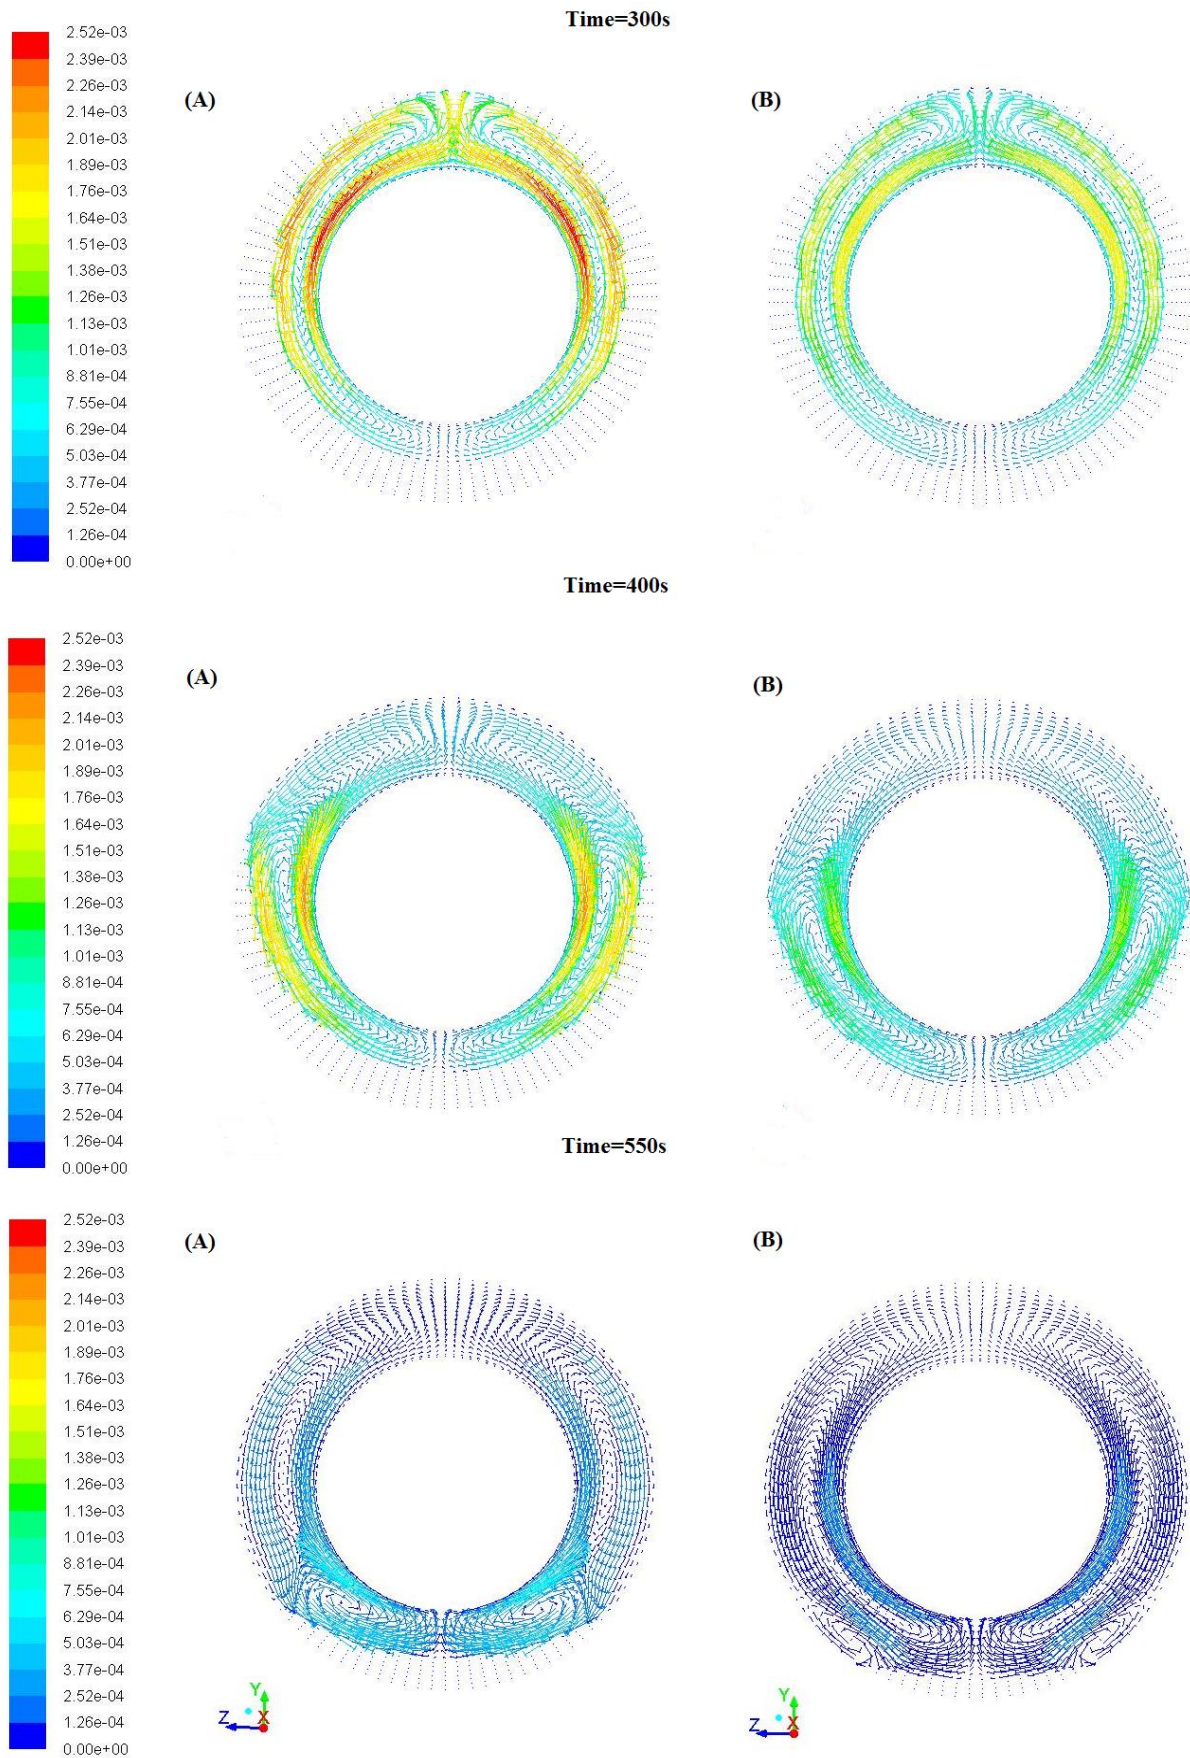 Time=300s
2.52e-03
2.39e-03
2.26e-03
2.14e-03
2.01e-03
1.89e-03
1.76e-03
1.64e-03
1.51e-03
1.38e-03
1.26e-03
1.13e-03
1.01e-03
8.81e-04
7.55e-04
6.29e-04
5.03e-04
3.77e-04
2.52e-04
1.26e-04
0.00e+00
(A)
(B)
Time=400s
2.52e-03
2.39e-03
2.26e-03
2.14e-03
2.01e-03
1.89e-03
1.76e-03
1.64e-03
1.51e-03
1.38e-03
1.26e-03
1.13e-03
1.01e-03
8.81e-04
7.55e-04
6.29e-04
5.03e-04
3.77e-04
2.52e-04
1.26e-04
0.00e+00
(A)
(B)
Time=550s
2.52e-03
2.39e-03
2.26e-03
2.14e-03
2.01e-03
1.89e-03
1.76e-03
1.64e-03
1.51e-03
1.38e-03
1.26e-03
1.13e-03
1.01e-03
8.81e-04
7.55e-04
6.29e-04
5.03e-04
3.77e-04
2.52e-04
1.26e-04
0.00e+00
(A)
(B)
Y
Z X
Y
Z X